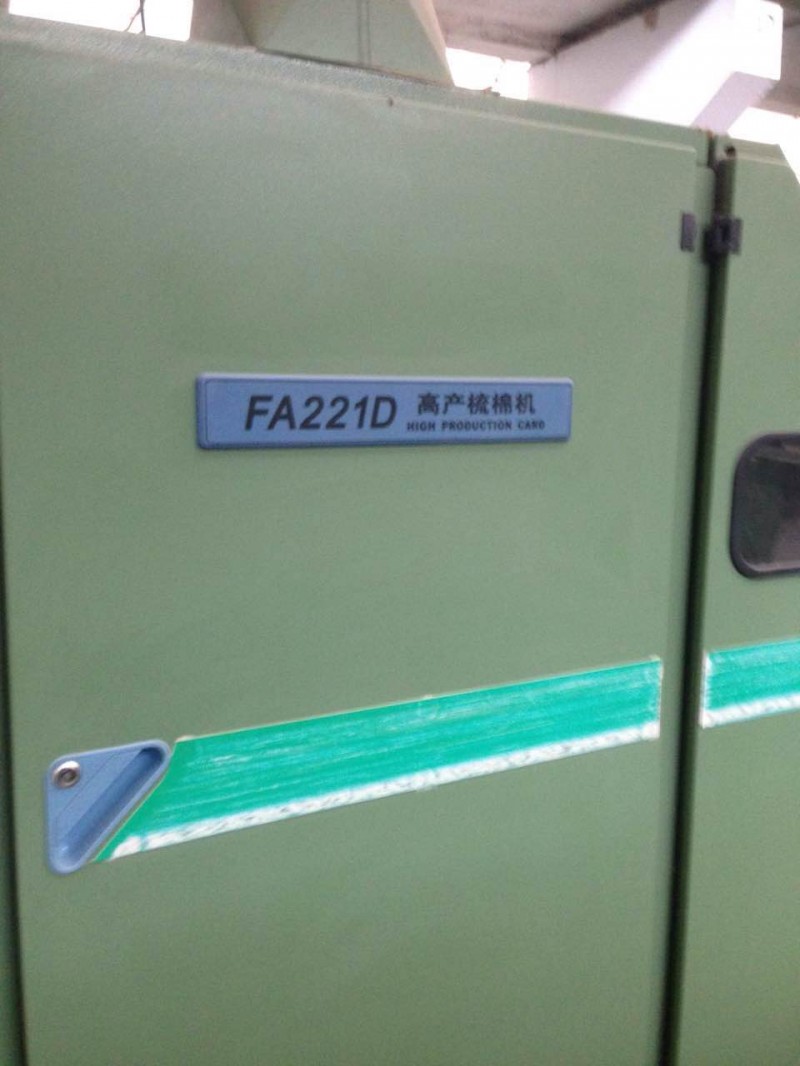 FA221D 高产梳棉机
HIGH PRODUCTION CARD